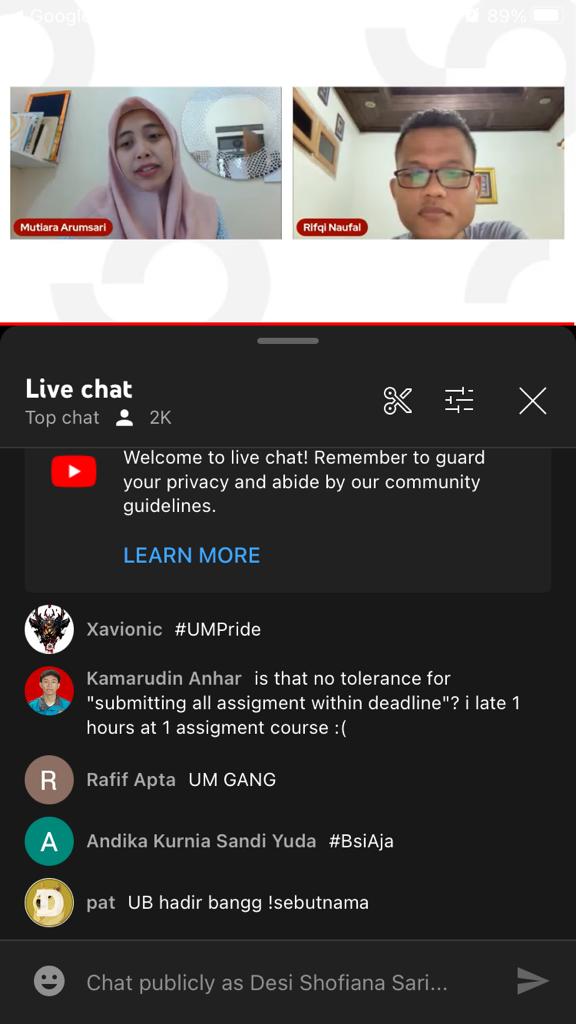 Google
89%
Mutiara Arumsari
Rifqi Naufal
Live chat
Top chat 2K
Welcome to live chat! Remember to guard
your privacy and abide by our community
guidelines.
LEARN MORE
Xavionic #UMPride
Kamarudin Anhar is that no tolerance for
"submitting all assigment within deadline"? i late 1
hours at 1 assigment course :(
R Rafif Apta UM GANG
A Andika Kurnia Sandi Yuda #BsiAja
pat UB hadir bangg !sebutnama
Chat publicly as Desi Shofiana Sari...